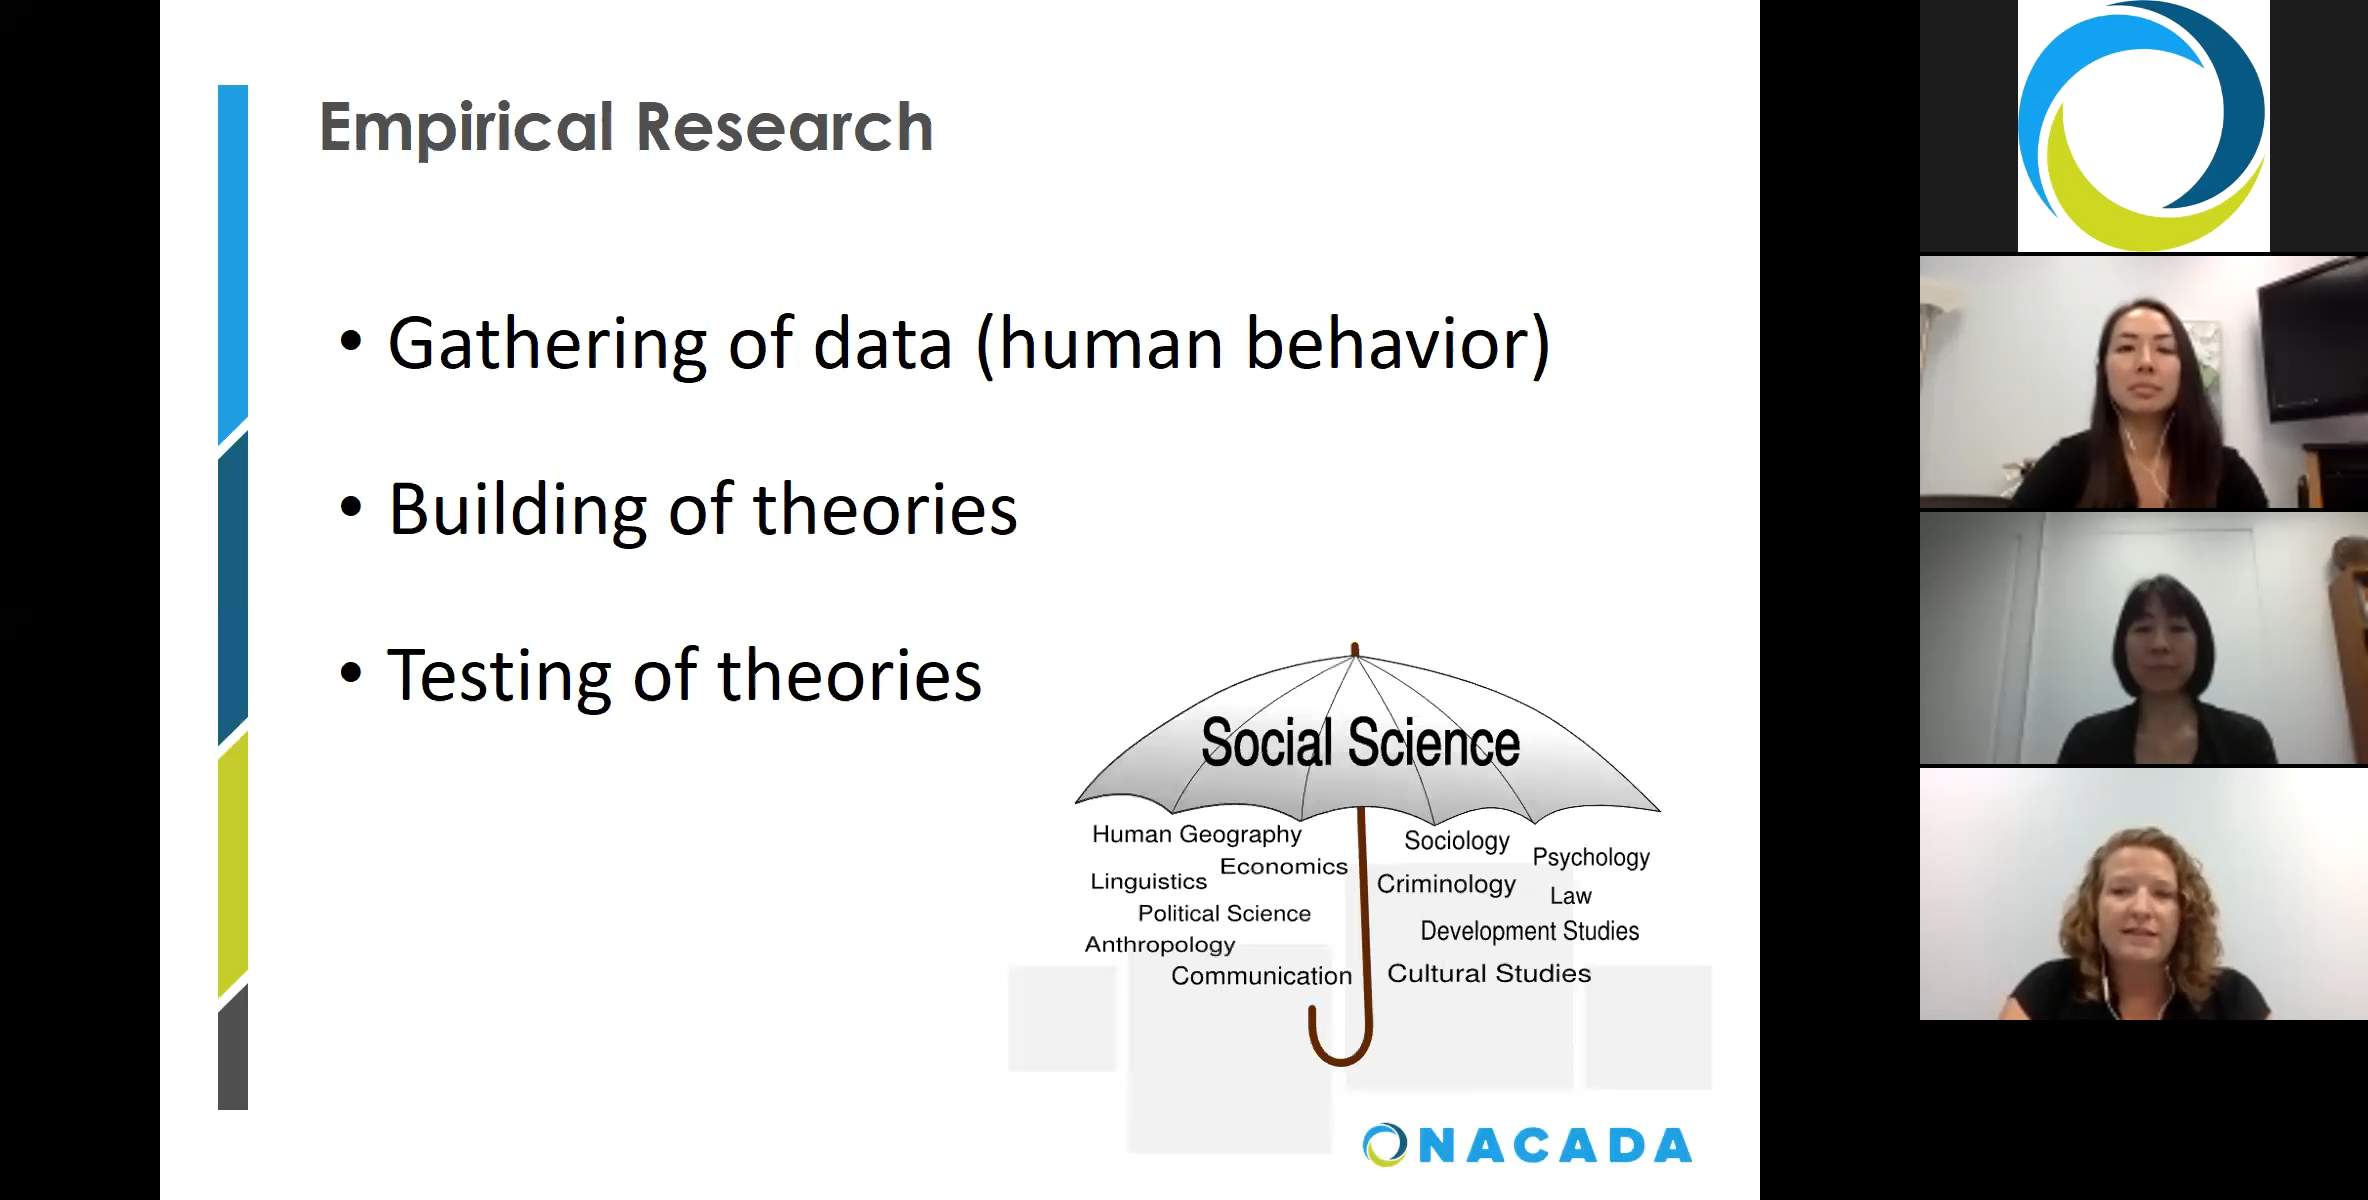 Empirical Research
• Gathering of data (human behavior)
• Building of theories
• Testing of theories
Social Science
Human Geography
Economics
Linguistics
Political Science
Anthropology
Communication
Sociology
Psychology
Criminology
Law
Development Studies
Cultural Studies
NACADA